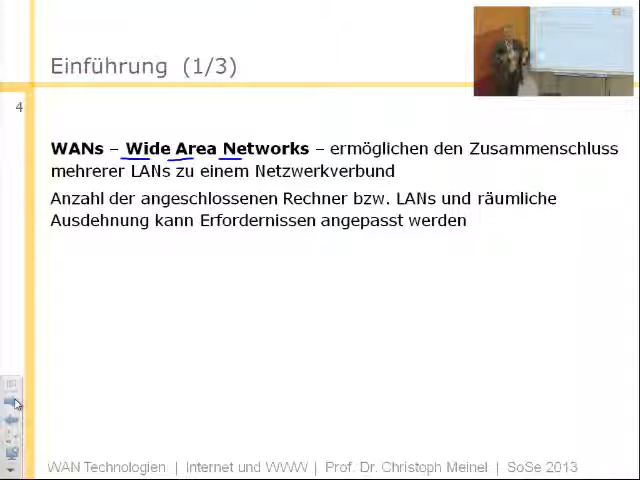 Einführung (1/3)
4
WANs – Wide Area Networks – ermöglichen den Zusammenschluss
mehrerer LANs zu einem Netzwerkverbund
Anzahl der angeschlossenen Rechner bzw. LANs und räumliche
Ausdehnung kann Erfordernissen angepasst werden
WAN Technologien | Internet und WWW | Prof. Dr. Christoph Meinel | SoSe 2013